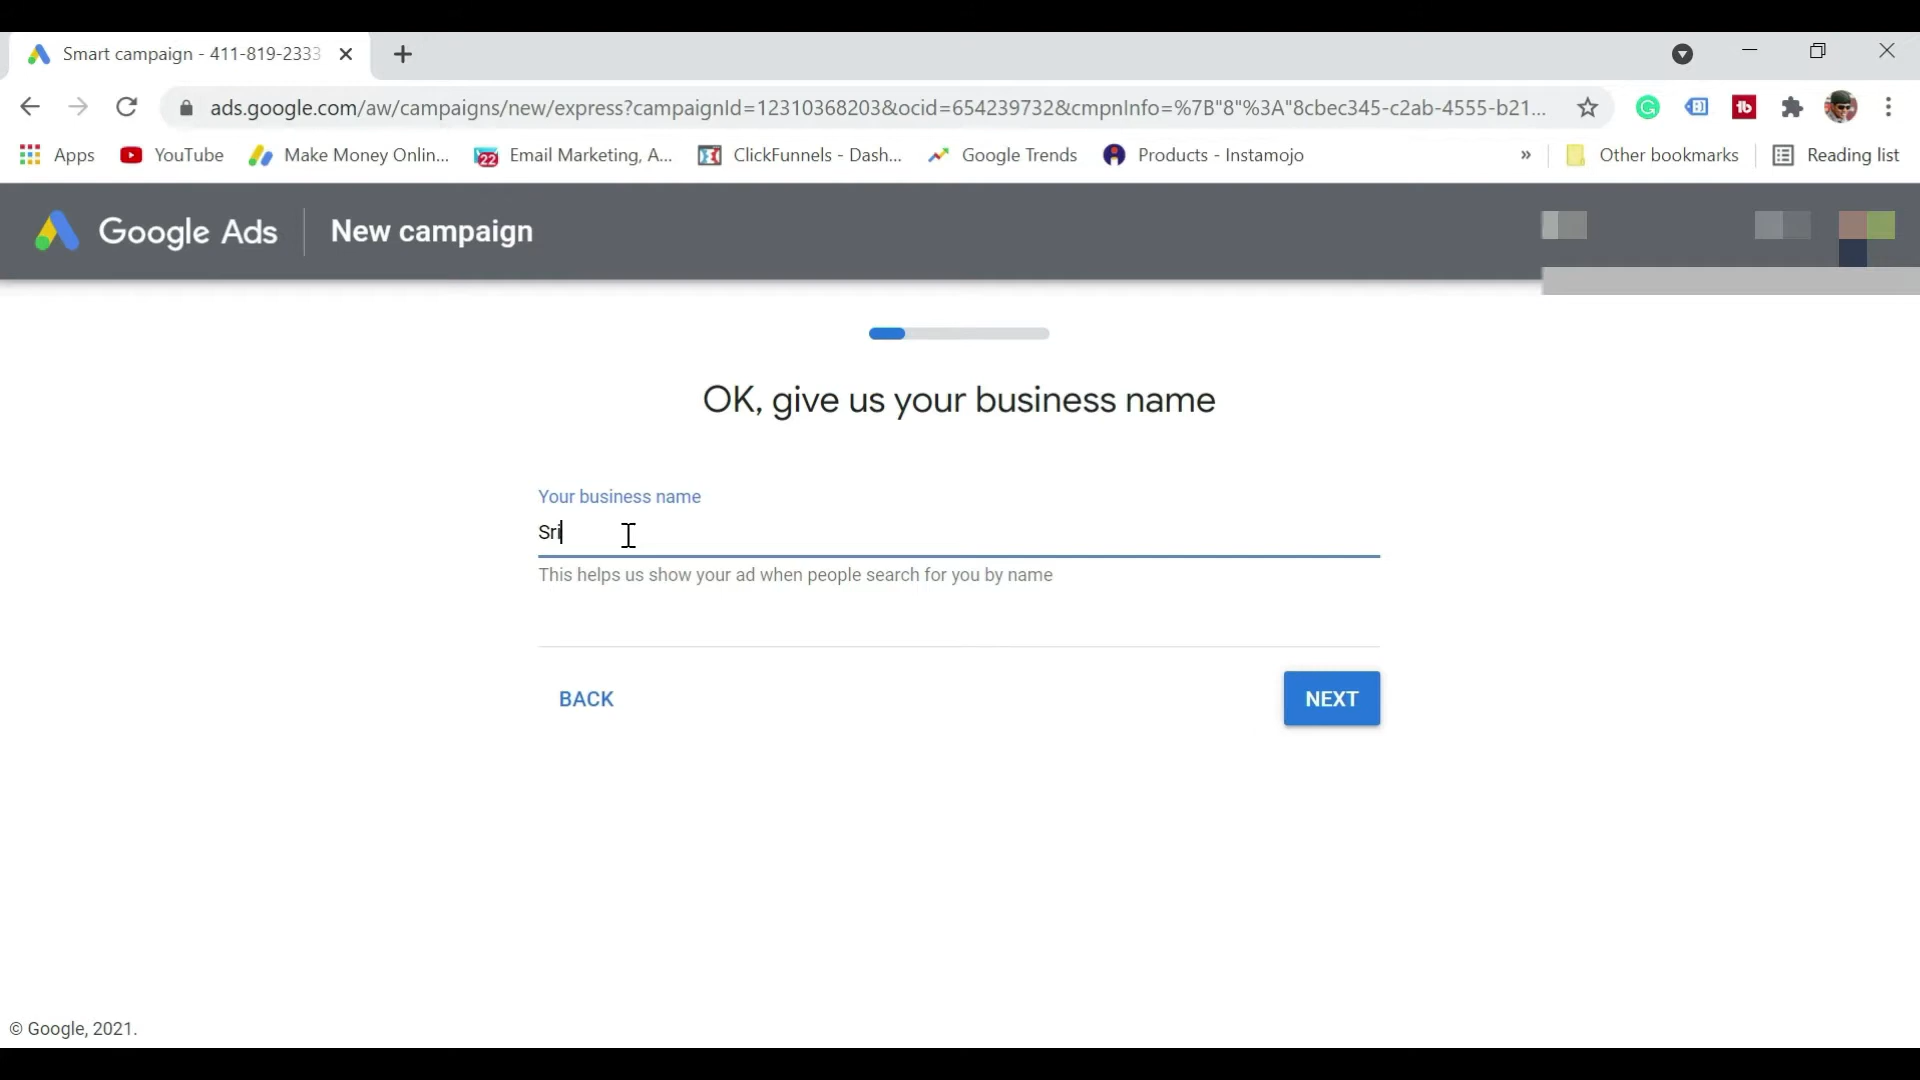 Smart campaign - 411-819-2333
ads.google.com/aw/campaigns/new/express?campaignId=12310368203&ocid=654239732&cmpnInfo=%7B"8"%3A"8cbec345-c2ab-4555-b21...
Apps YouTube Make Money Onlin... 22 Email Marketing, A... ClickFunnels - Dash... Google Trends Products - Instamojo » Other bookmarks Reading list
Google Ads New campaign
OK, give us your business name
Your business name
Sri
This helps us show your ad when people search for you by name
BACK NEXT
© Google, 2021.